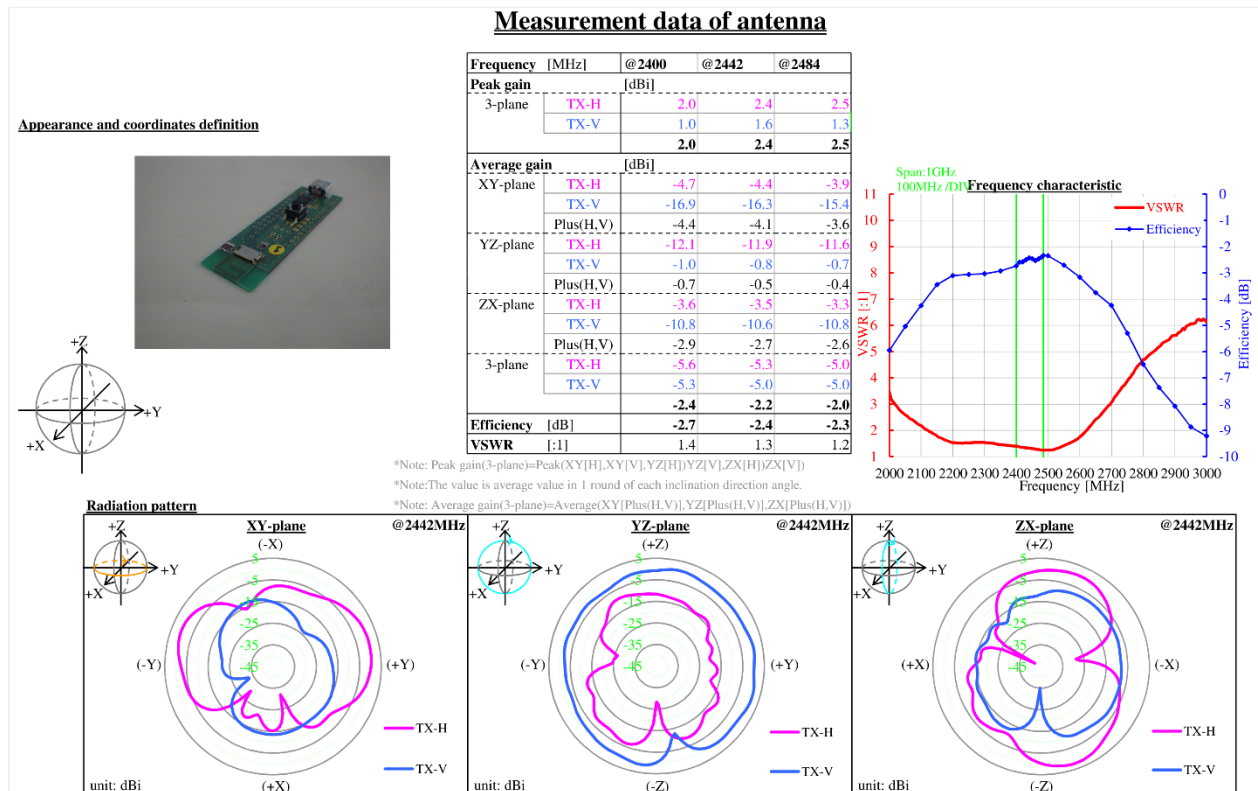 Measurement data of antenna
Appearance and coordinates definition
+Z
+Y
+X
Frequency [MHz] @2400 @2442 @2484
Peak gain [dBi]
3-plane TX-H 2.0 2.4 2.5
TX-V 1.0 1.6 1.3
2.0 2.4 2.5
Average gain [dBi]
XY-plane TX-H -4.7 -4.4 -3.9
TX-V -16.9 -16.3 -15.4
Plus(H,V) -4.4 -4.1 -3.6
YZ-plane TX-H -12.1 -11.9 -11.6
TX-V -1.0 -0.8 -0.7
Plus(H,V) -0.7 -0.5 -0.4
ZX-plane TX-H -3.6 -3.5 -3.3
TX-V -10.8 -10.6 -10.8
Plus(H,V) -2.9 -2.7 -2.6
3-plane TX-H -5.6 -5.3 -5.0
TX-V -5.3 -5.0 -5.0
-2.4 -2.2 -2.0
Efficiency [dB] -2.7 -2.4 -2.3
VSWR [:1] 1.4 1.3 1.2
*Note: Peak gain(3-plane)=Peak(XY[H],XY[V],YZ[H])YZ[V],ZX[H])ZX[V])
*Note:The value is average value in 1 round of each inclination direction angle.
*Note: Average gain(3-plane)=Average(XY[Plus(H,V)],YZ[Plus(H,V)],ZX[Plus(H,V)])
Span:1GHz
100MHz /DIV
Frequency characteristic
VSWR
Efficiency
11 0
10 -1
9 -2
8 -3
7 -4
6 -5
5 -6
4 -7
3 -8
2 -9
1 -10
VSWR [:1]
Efficiency [dB]
2000 2100 2200 2300 2400 2500 2600 2700 2800 2900 3000
Frequency [MHz]
Radiation pattern
XY-plane
@2442MHz
+Z
+Y
+X
(-X)
(-Y)
(+Y)
(+X)
5
-5
-15
-25
-35
-45
TX-H
TX-V
unit: dBi
YZ-plane
@2442MHz
+Z
+Y
+X
(+Z)
(-Y)
(+Y)
(-Z)
5
-5
-15
-25
-35
-45
TX-H
TX-V
unit: dBi
ZX-plane
@2442MHz
+Z
+Y
+X
(+Z)
(+X)
(-X)
(-Z)
5
-5
-15
-25
-35
-45
TX-H
TX-V
unit: dBi